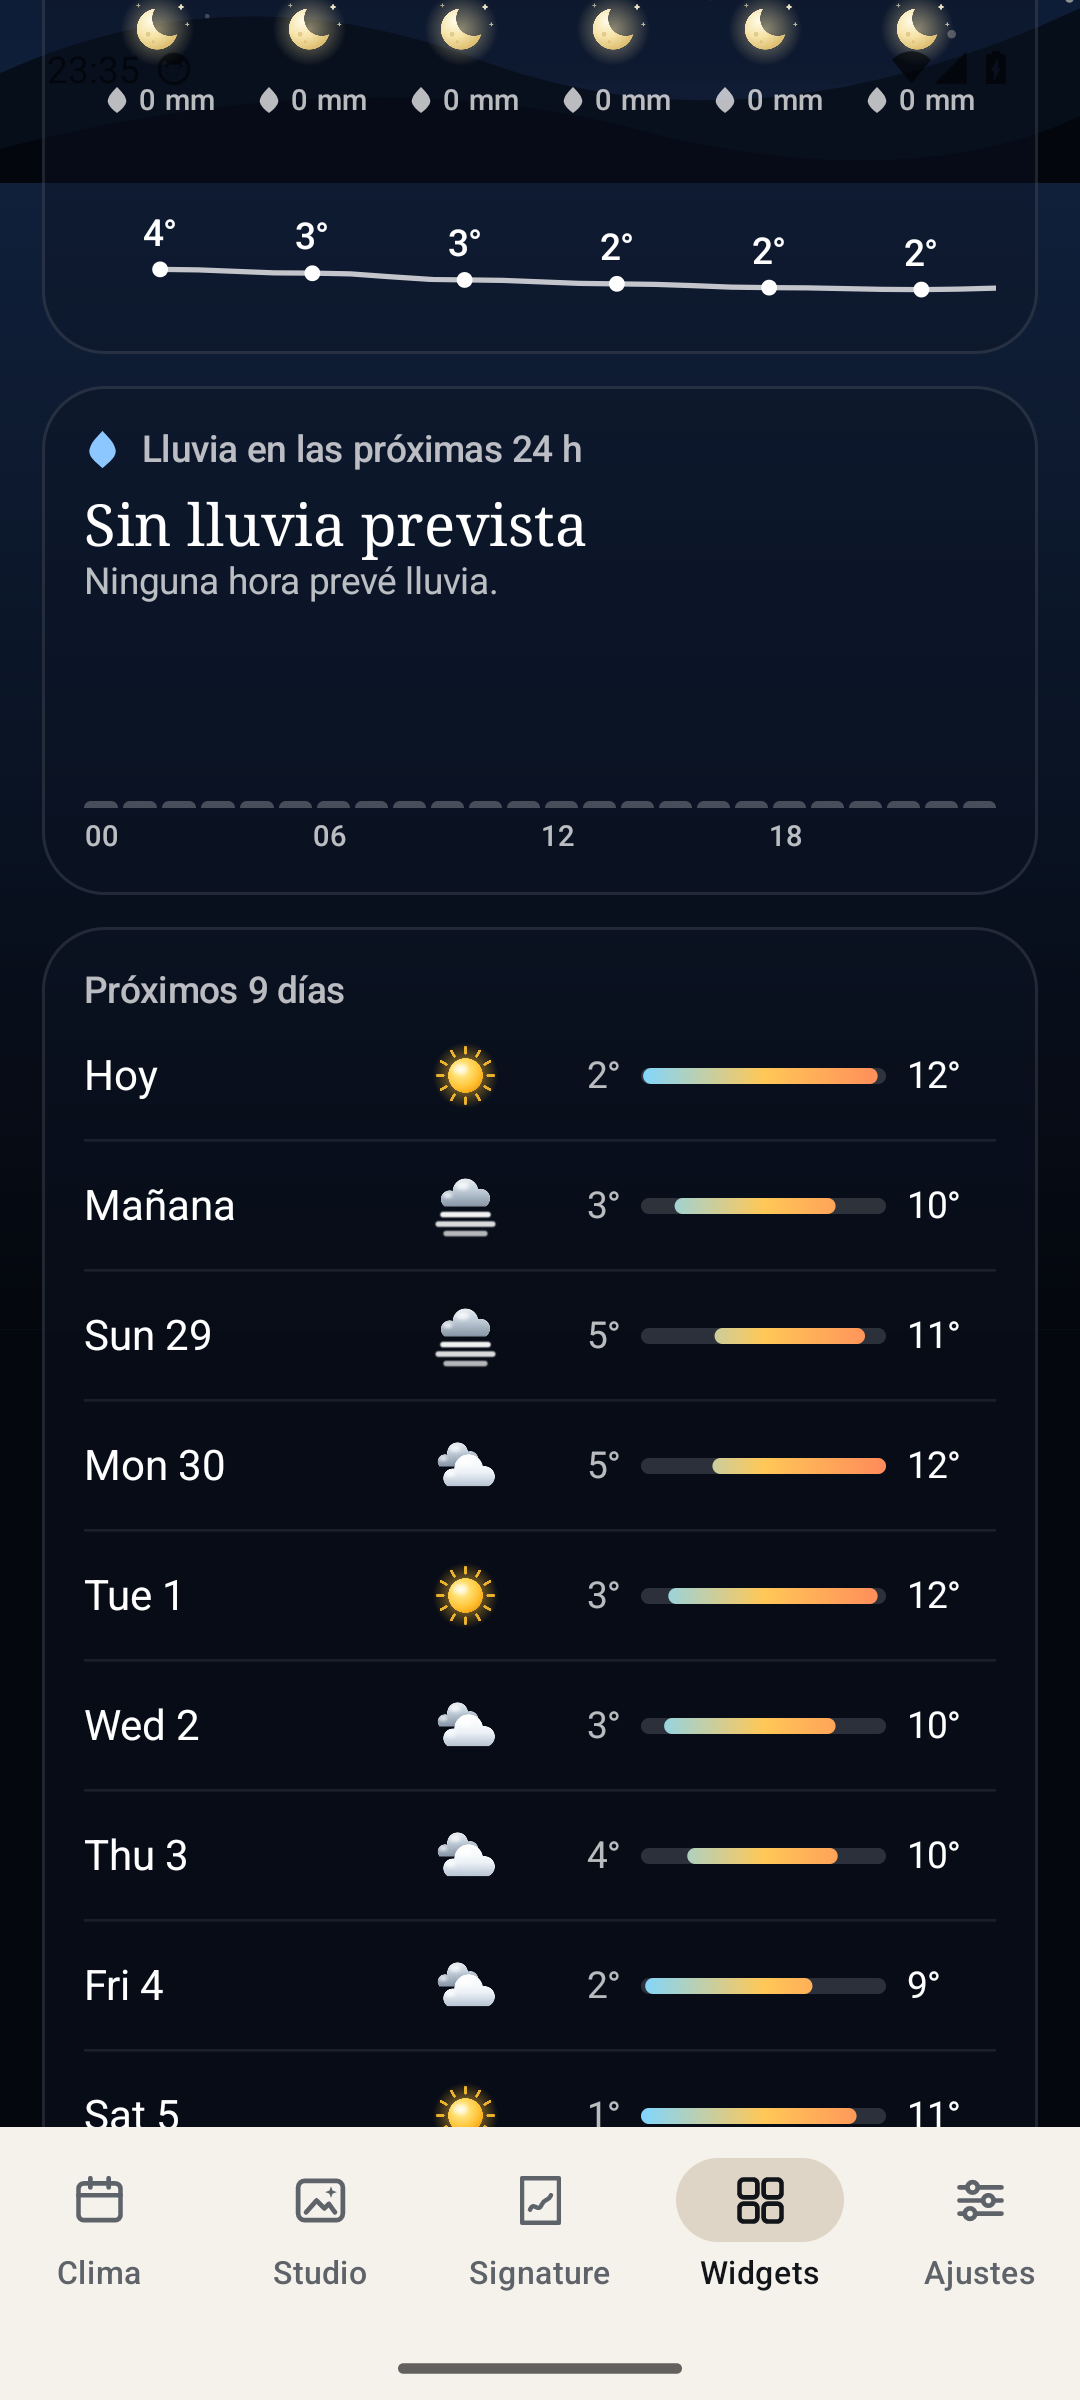 23:35
0 mm 0 mm 0 mm 0 mm 0 mm 0 mm
4° 3° 3° 2° 2° 2°
Lluvia en las próximas 24 h
Sin lluvia prevista
Ninguna hora prevé lluvia.
00 06 12 18
Próximos 9 días
Hoy 2° 12°
Mañana 3° 10°
Sun 29 5° 11°
Mon 30 5° 12°
Tue 1 3° 12°
Wed 2 3° 10°
Thu 3 4° 10°
Fri 4 2° 9°
Sat 5 1° 11°
Clima Studio Signature Widgets Ajustes